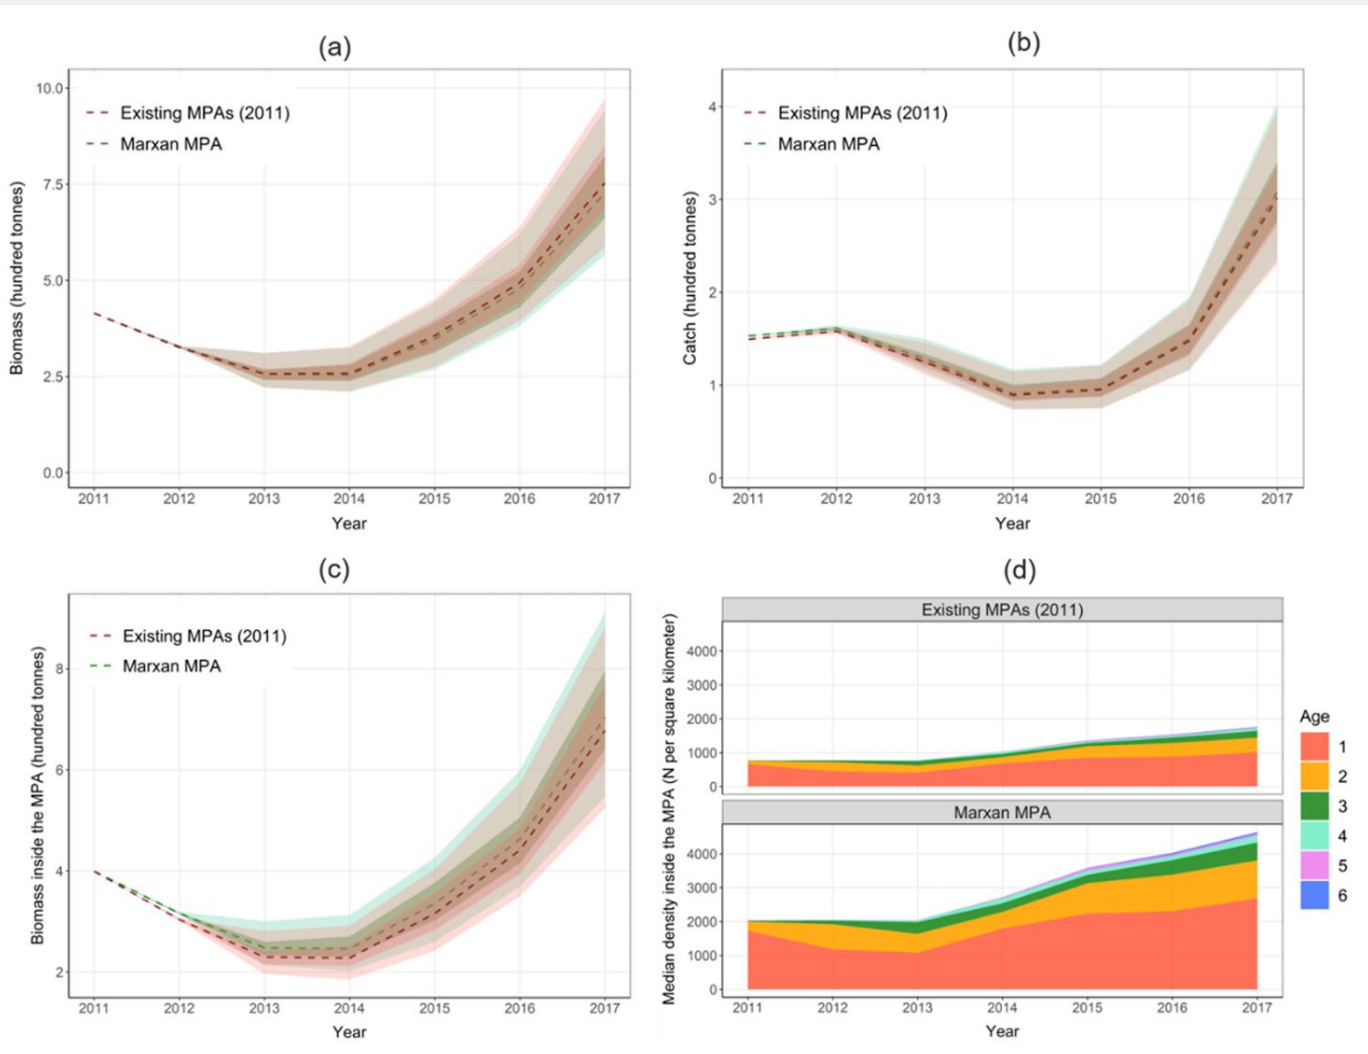 (a)
Biomass (hundred tonnes)
10.0
7.5
5.0
2.5
0.0
Existing MPAs (2011)
Marxan MPA
2011 2012 2013 2014 2015 2016 2017
Year
(b)
Catch (hundred tonnes)
4
3
2
1
0
Existing MPAs (2011)
Marxan MPA
2011 2012 2013 2014 2015 2016 2017
Year
(c)
Biomass inside the MPA (hundred tonnes)
8
6
4
2
Existing MPAs (2011)
Marxan MPA
2011 2012 2013 2014 2015 2016 2017
Year
(d)
Median density inside the MPA (N per square kilometer)
Existing MPAs (2011)
4000
3000
2000
1000
0
Marxan MPA
4000
3000
2000
1000
0
2011 2012 2013 2014 2015 2016 2017
Year
Age
1
2
3
4
5
6